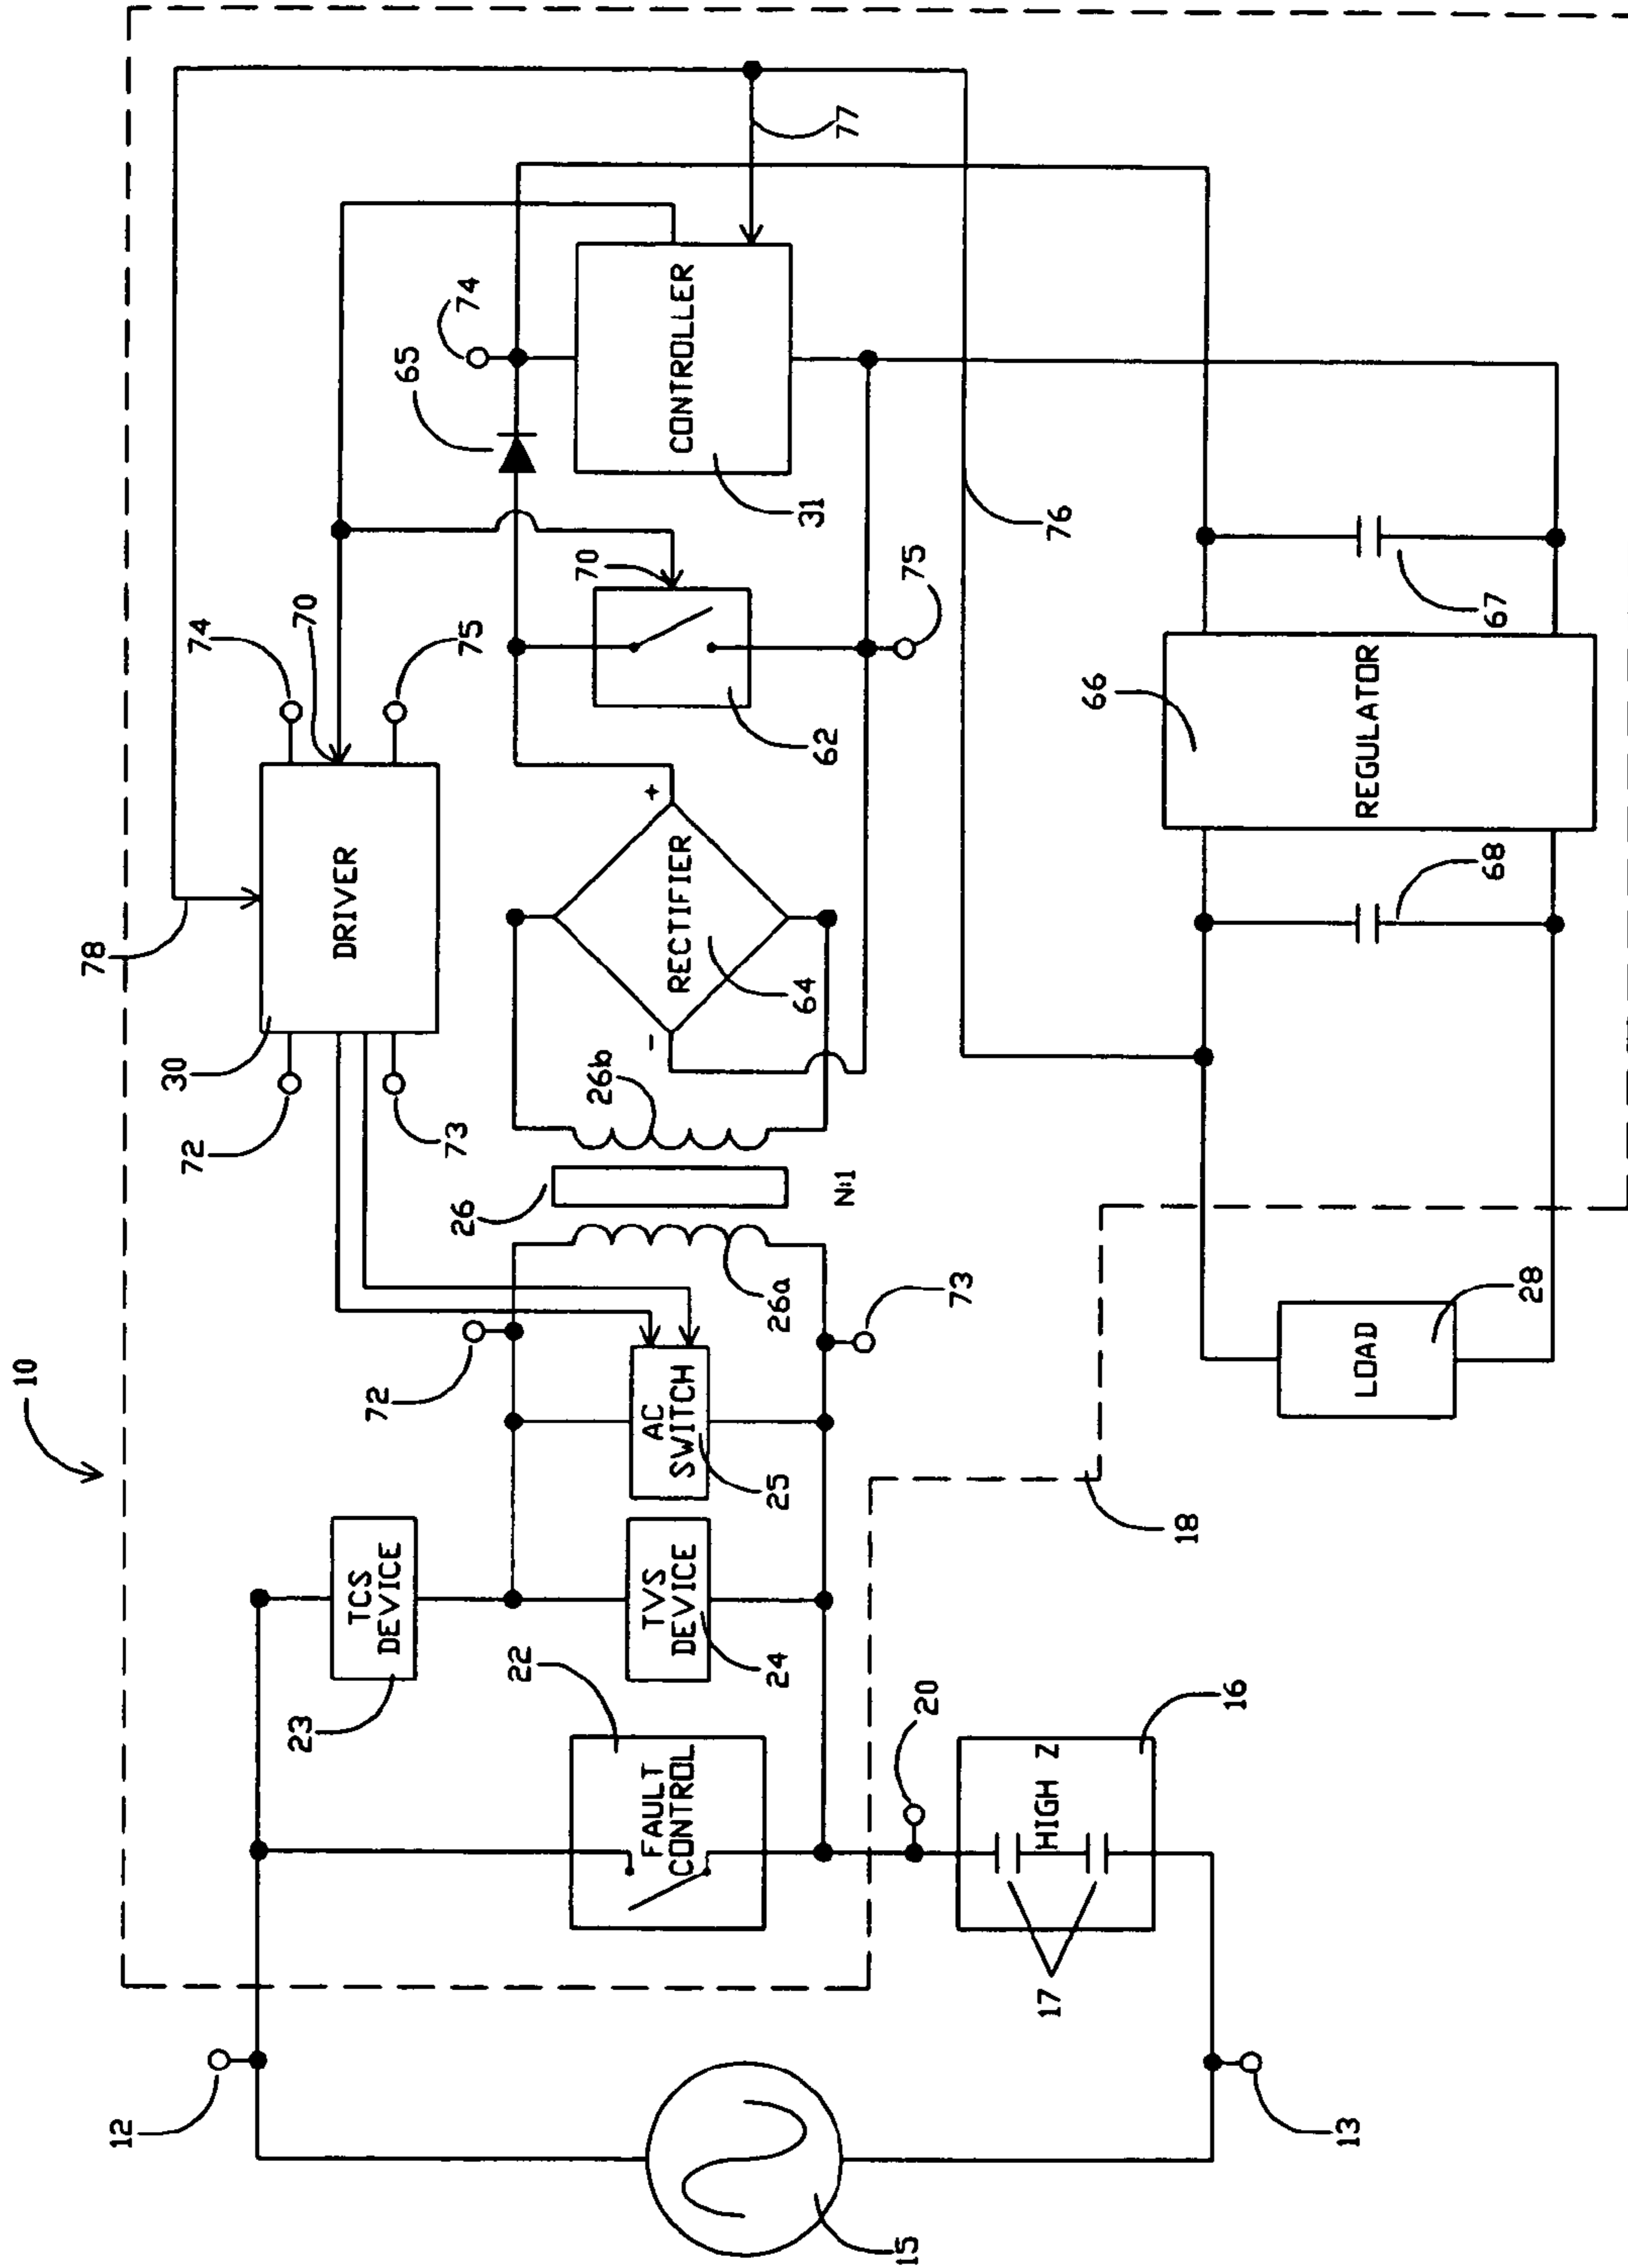 10
12
15
13
17
16
HIGH Z
20
18
23
TCS
DEVICE
22
FAULT
CONTROL
TVS
DEVICE
24
AC
SWITCH
25
72
73
26
26a
26b
N:1
72
73
30
78
DRIVER
74
75
70
RECTIFIER
64
+
-
62
70
75
65
74
CONTROLLER
31
77
76
66
REGULATOR
67
68
LOAD
28